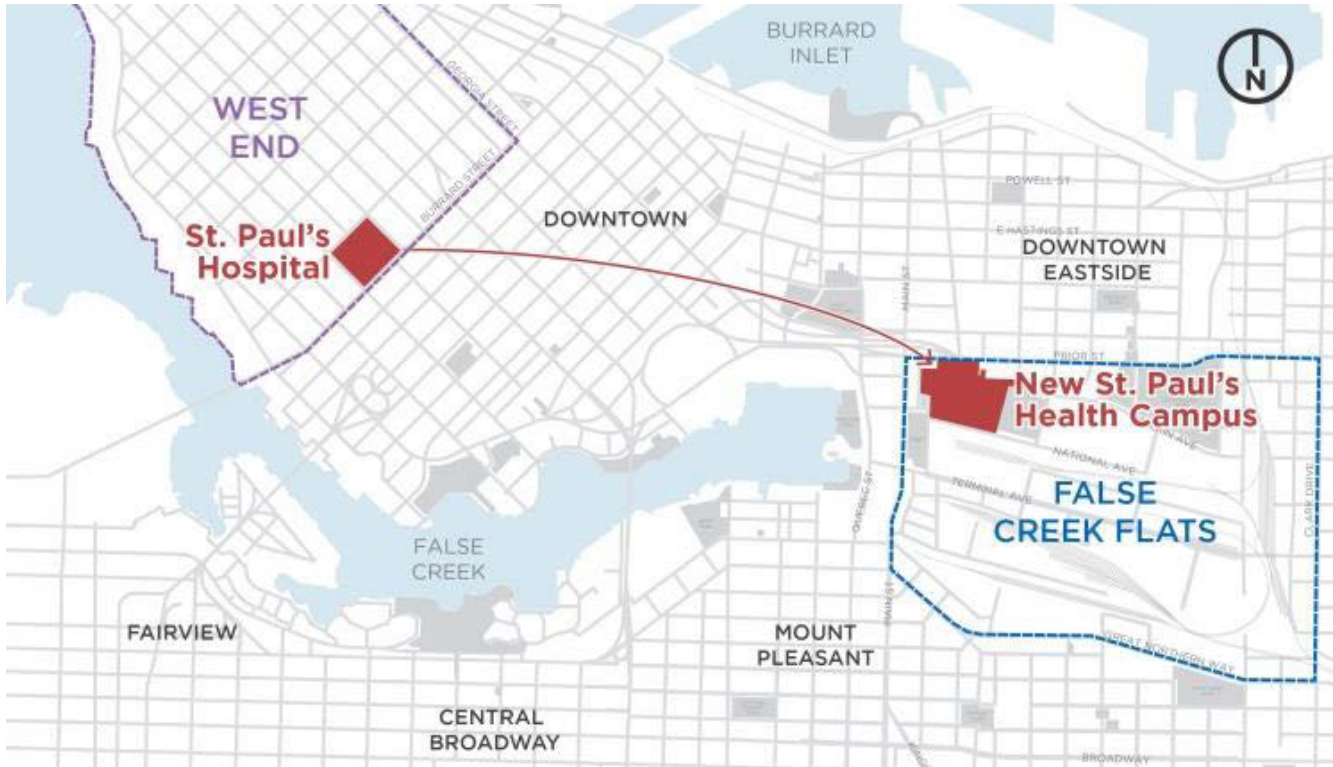 BURRARD
INLET
N
WEST
END
GEORGIA STREET
BURRARD STREET
St. Paul's
Hospital
DOWNTOWN
POWELL ST
E HASTINGS ST
DOWNTOWN
EASTSIDE
MAIN ST
PRIOR ST
New St. Paul's
Health Campus
NATIONAL AVE
TERMINAL AVE
FALSE
CREEK FLATS
CLARK DRIVE
QUEBEC ST
FALSE
CREEK
MAIN ST
FAIRVIEW
MOUNT
PLEASANT
GREAT NORTHERN WAY
CENTRAL
BROADWAY
BROADWAY